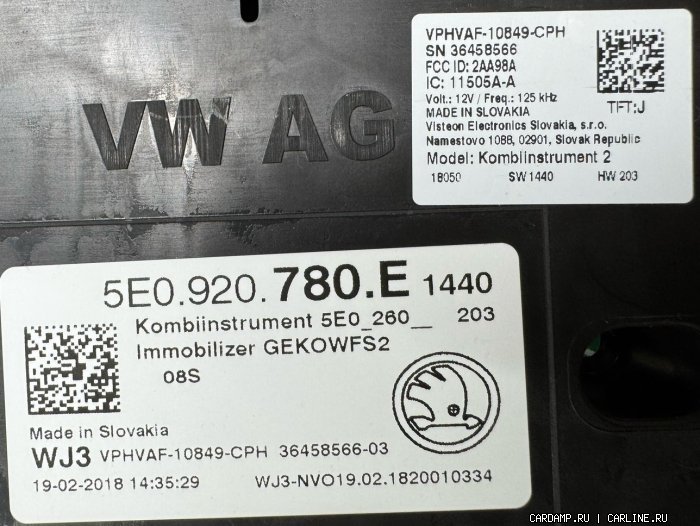 VW AG
VPHVAF-10849-CPH
SN 36458566
FCC ID: 2AA98A
IC: 11505A-A
Volt.: 12V / Freq.: 125 kHz
MADE IN SLOVAKIA
TFT:J
Visteon Electronics Slovakia, s.r.o.
Namestovo 1088, 02901, Slovak Republic
Model: Kombiinstrument 2
18050 SW 1440 HW 203
5E0.920.780.E 1440
Kombiinstrument 5E0_260__ 203
Immobilizer GEKOWFS2
08S
Made in Slovakia
WJ3 VPHVAF-10849-CPH 36458566-03
19-02-2018 14:35:29 WJ3-NVO19.02.1820010334
CARDAMP.RU | CARLINE.RU